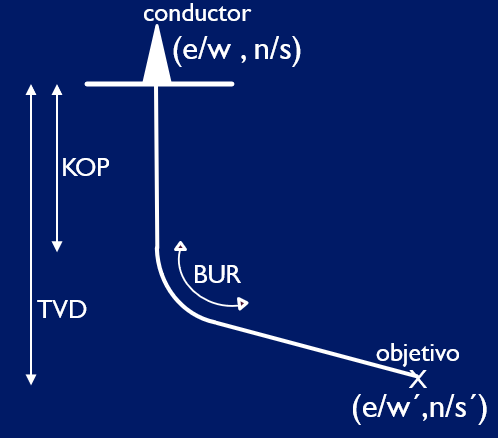 conductor
(e/w , n/s)
KOP
BUR
TVD
objetivo
X
(e/w´,n/s´)